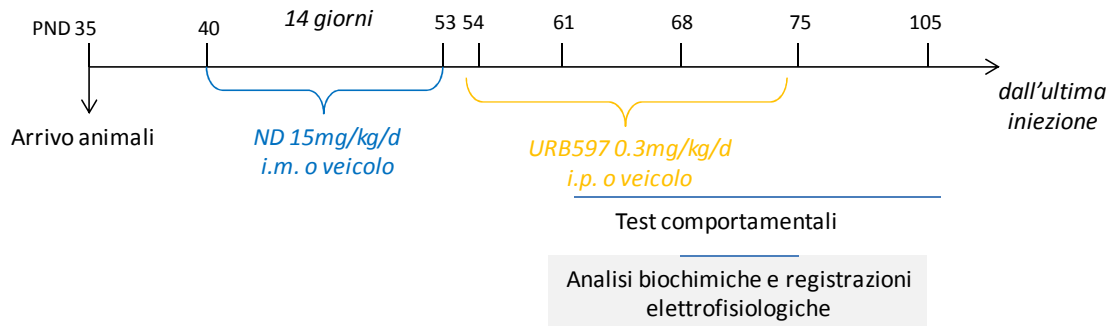 PND 35
40
14 giorni
53
54
61
68
75
105
dall'ultima
iniezione
Arrivo animali
ND 15mg/kg/d
i.m. o veicolo
URB597 0.3mg/kg/d
i.p. o veicolo
Test comportamentali
Analisi biochimiche e registrazioni
elettrofisiologiche